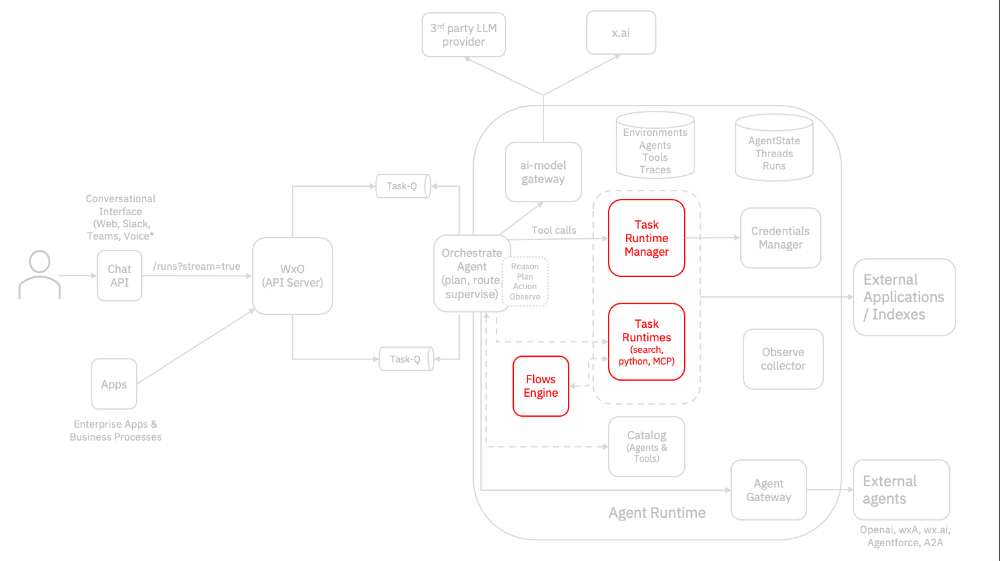 3rd party LLM
provider
x.ai
Environments
Agents
Tools
Traces
AgentState
Threads
Runs
ai-model
gateway
Task-Q
Conversational
Interface
(Web, Slack,
Teams, Voice*
Tool calls
Task
Runtime
Manager
Credentials
Manager
Chat
API
/runs?stream=true
WxO
(API Server)
Orchestrate
Agent
(plan, route,
supervise)
Reason
Plan
Action
Observe
External
Applications
/ Indexes
Task
Runtimes
(search,
python, MCP)
Observe
collector
Task-Q
Flows
Engine
Apps
Enterprise Apps &
Business Processes
Catalog
(Agents &
Tools)
Agent
Gateway
External
agents
Agent Runtime
Openai, wxA, wx.ai,
Agentforce, A2A